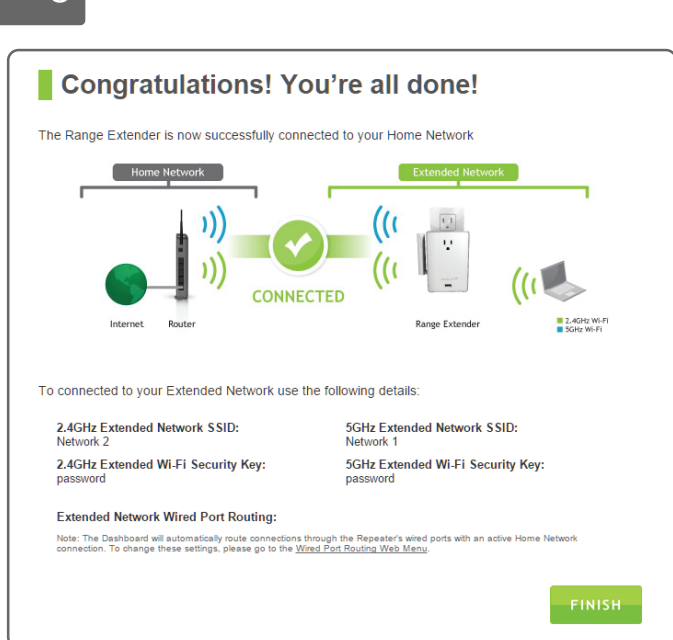 Congratulations! You're all done!
The Range Extender is now successfully connected to your Home Network
Home Network
Extended Network
CONNECTED
Internet
Router
Range Extender
2.4GHz Wi-Fi
5GHz Wi-Fi
To connected to your Extended Network use the following details:
2.4GHz Extended Network SSID:
Network 2
5GHz Extended Network SSID:
Network 1
2.4GHz Extended Wi-Fi Security Key:
password
5GHz Extended Wi-Fi Security Key:
password
Extended Network Wired Port Routing:
Note: The Dashboard will automatically route connections through the Repeater's wired ports with an active Home Network
connection. To change these settings, please go to the Wired Port Routing Web Menu.
FINISH